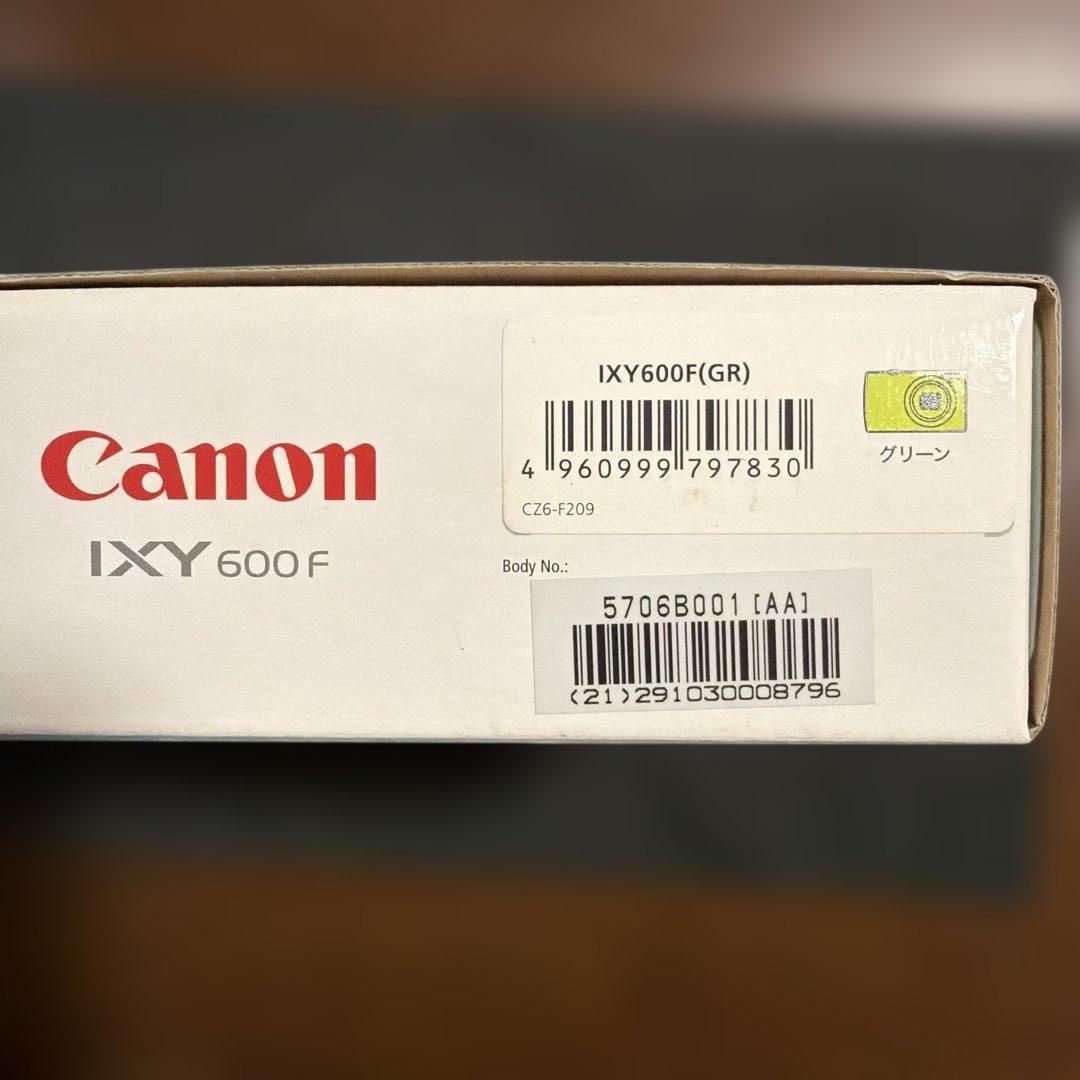 Canon
IXY 600 F
IXY600F(GR)
4 960999 797830
グリーン
CZ6-F209
Body No.:
5706B001 [AA]
(21)291030008796